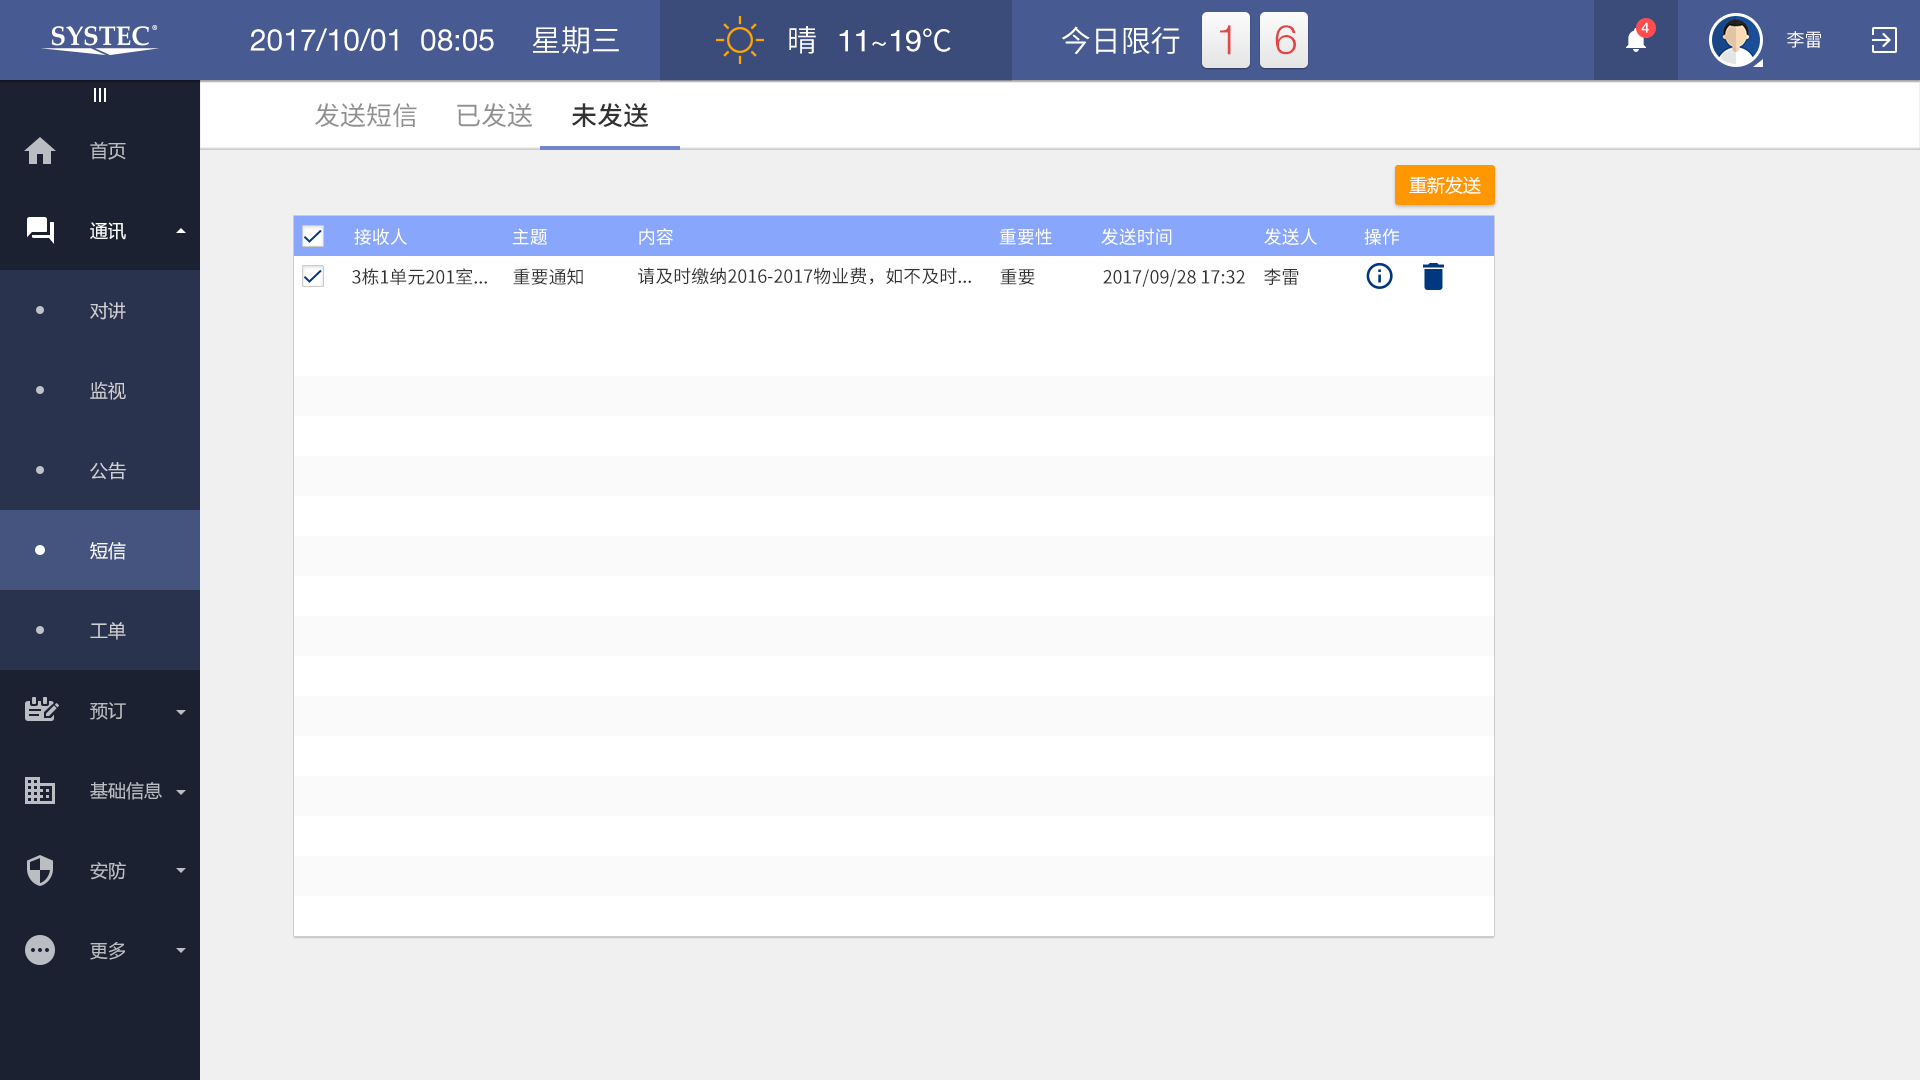 SYSTEC®
2017/10/01 08:05 星期三
晴 11~19°C
今日限行 1 6
4
李雷
首页
通讯
对讲
监视
公告
短信
工单
预订
基础信息
安防
更多
发送短信 已发送 未发送
重新发送
接收人 主题 内容 重要性 发送时间 发送人 操作
3栋1单元201室... 重要通知 请及时缴纳2016-2017物业费，如不及时... 重要 2017/09/28 17:32 李雷